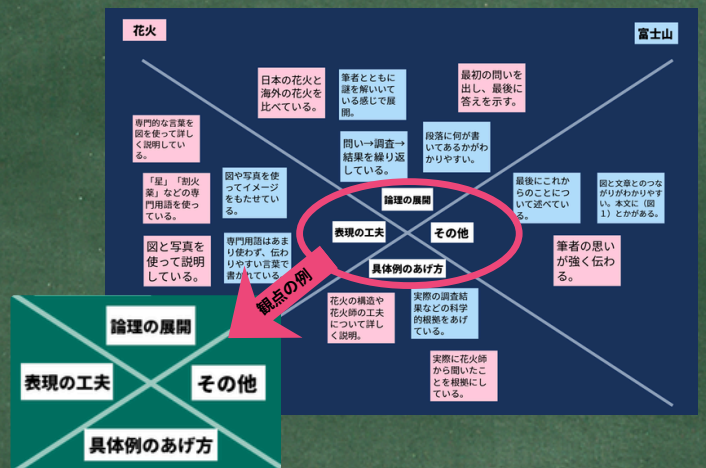 花火
富士山
日本の花火と
海外の花火を
比べている。
筆者とともに
謎を解いいて
いる感じで展
開。
最初の問いを
出し、最後に
答えを示す。
専門的な言葉を
図を使って詳し
く説明してい
る。
問い→調査→
結果を繰り返
している。
段落に何が書
いてあるかがわ
かりやすい。
「星」「割火
薬」などの専
門用語を使っ
ている。
図や写真を使
ってイメージ
をもたせてい
る。
最後にこれか
らのことについ
て述べてい
る。
図と文章とのつな
がりがわかりやす
い。本文に（図
１）とかがある。
論理の展開
表現の工夫
その他
具体例のあげ方
図と写真を
使って説明
している。
専門用語はあま
り使わず、伝わ
りやすい言葉で
書かれている。
筆者の思い
が強く伝わ
る。
観点の例
花火の構造や
花火師の工夫
について詳し
く説明。
実際の調査結
果などの科学
的根拠をあげ
ている。
実際に花火師
から聞いたこ
とを根拠にし
ている。
論理の展開
表現の工夫
その他
具体例のあげ方